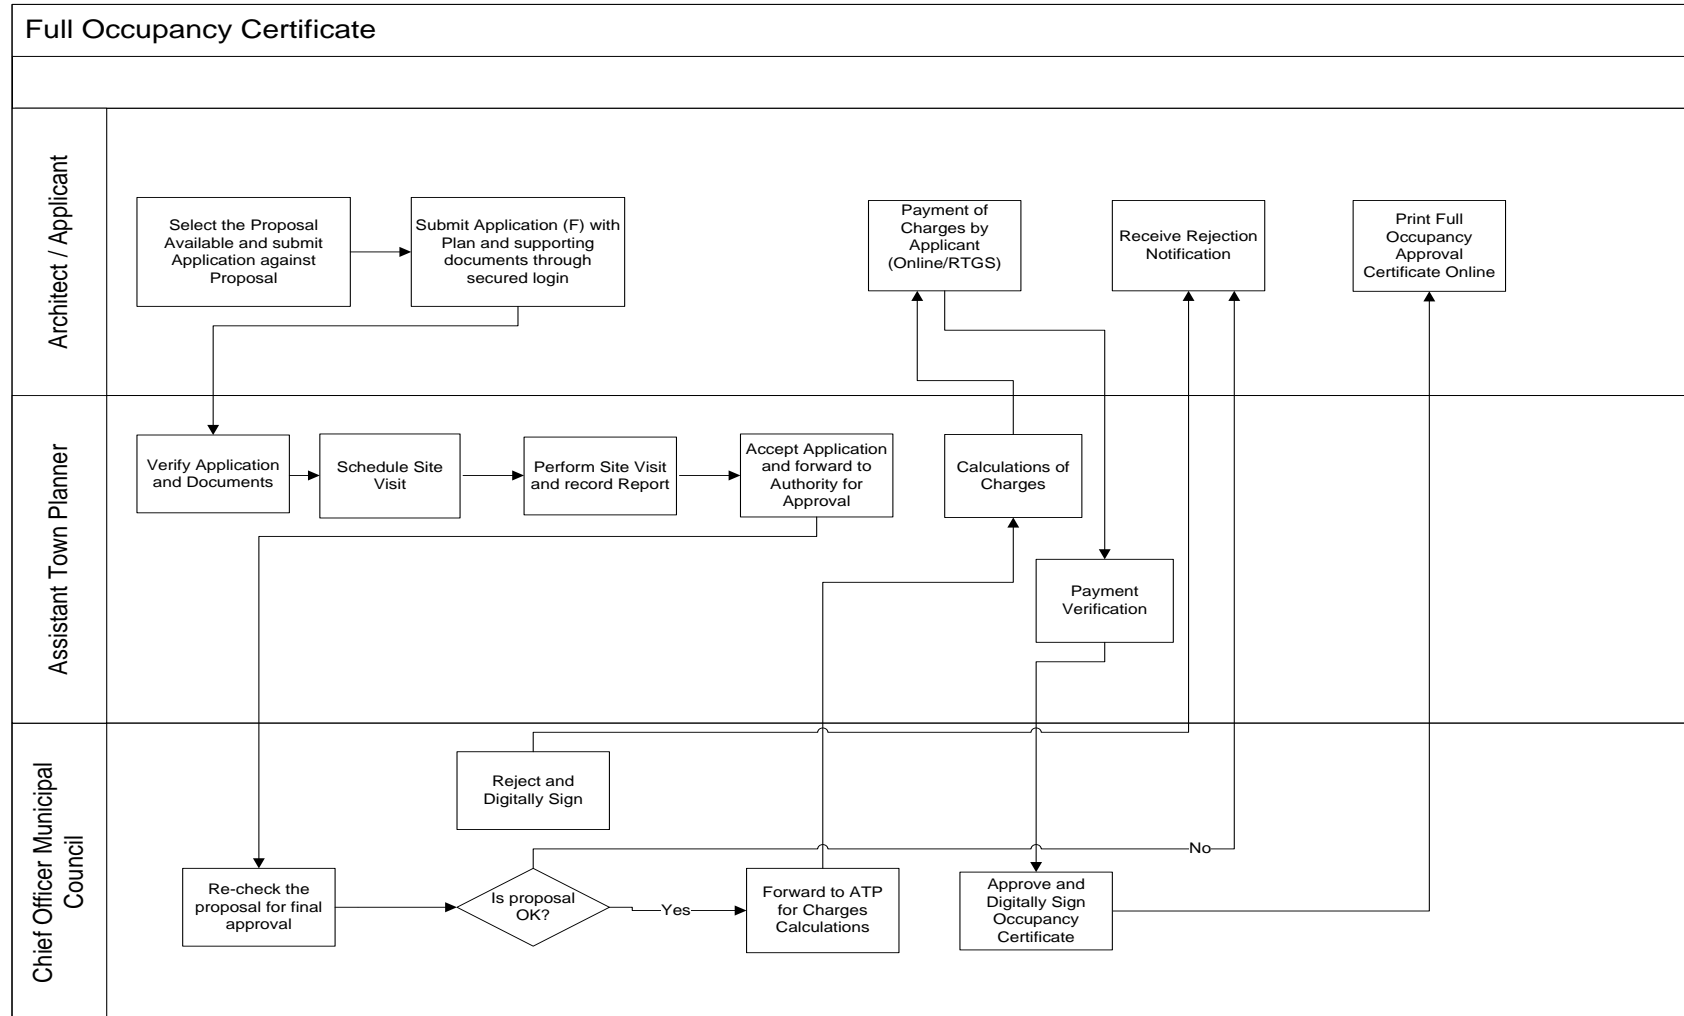 Full Occupancy Certificate
Architect / Applicant
Select the Proposal
Available and submit
Application against
Proposal
Submit Application (F) with
Plan and supporting
documents through
secured login
Payment of
Charges by
Applicant
(Online/RTGS)
Receive Rejection
Notification
Print Full
Occupancy
Approval
Certificate Online
Assistant Town Planner
Verify Application
and Documents
Schedule Site
Visit
Perform Site Visit
and record Report
Accept Application
and forward to
Authority for
Approval
Calculations of
Charges
Payment
Verification
Chief Officer Municipal
Council
Reject and
Digitally Sign
Re-check the
proposal for final
approval
Is proposal
OK?
Yes
No
Forward to ATP
for Charges
Calculations
Approve and
Digitally Sign
Occupancy
Certificate